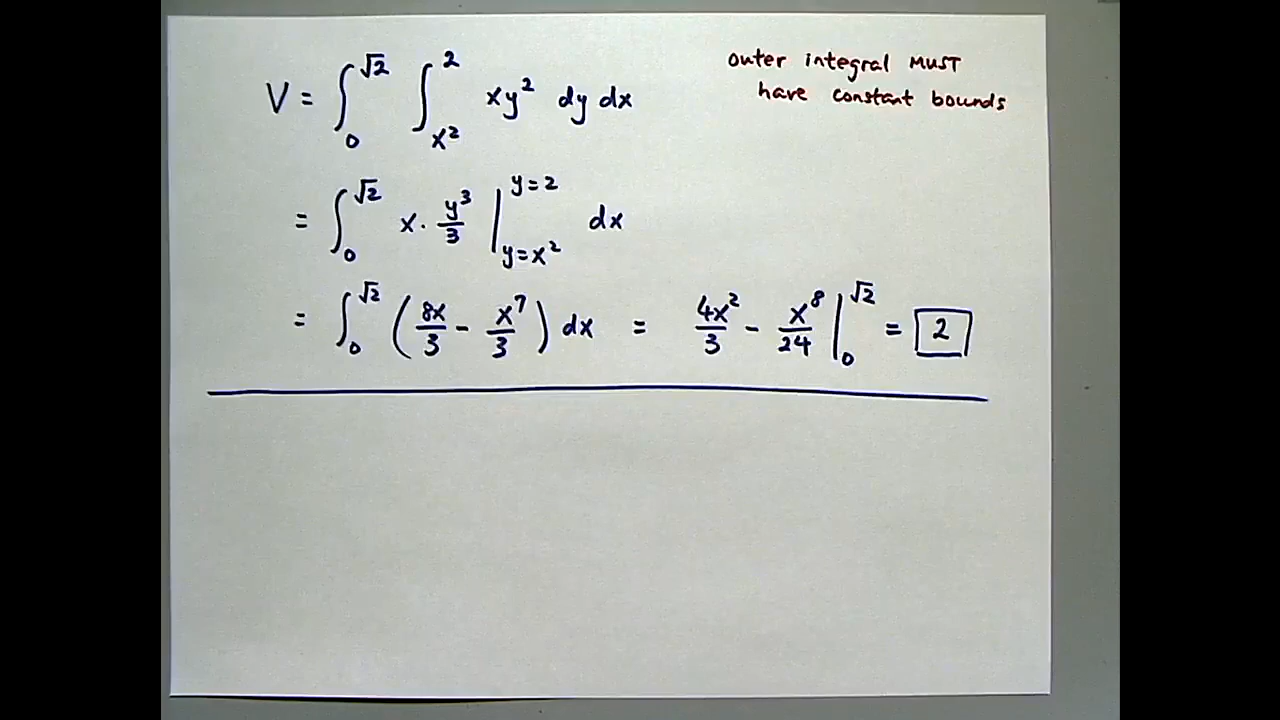 outer integral MUST
have constant bounds
V = ∫₀^√2 ∫_{x²}^2 xy² dy dx
= ∫₀^√2 x · y³/3 |_{y=x²}^{y=2} dx
= ∫₀^√2 (8x/3 − x⁷/3) dx = 4x²/3 − x⁸/24 |₀^√2 = 2